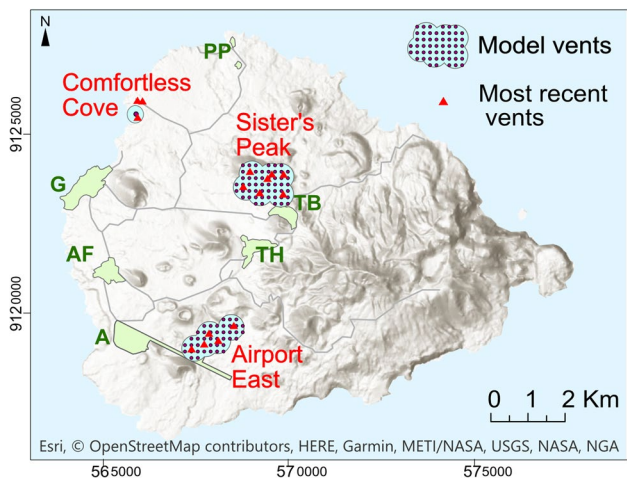 N
PP
Model vents
Comfortless
Cove
Most recent
vents
Sister's
Peak
9125000
G
TB
AF
TH
9120000
A
Airport
East
0 1 2 Km
Esri, © OpenStreetMap contributors, HERE, Garmin, METI/NASA, USGS, NASA, NGA
565000 570000 575000